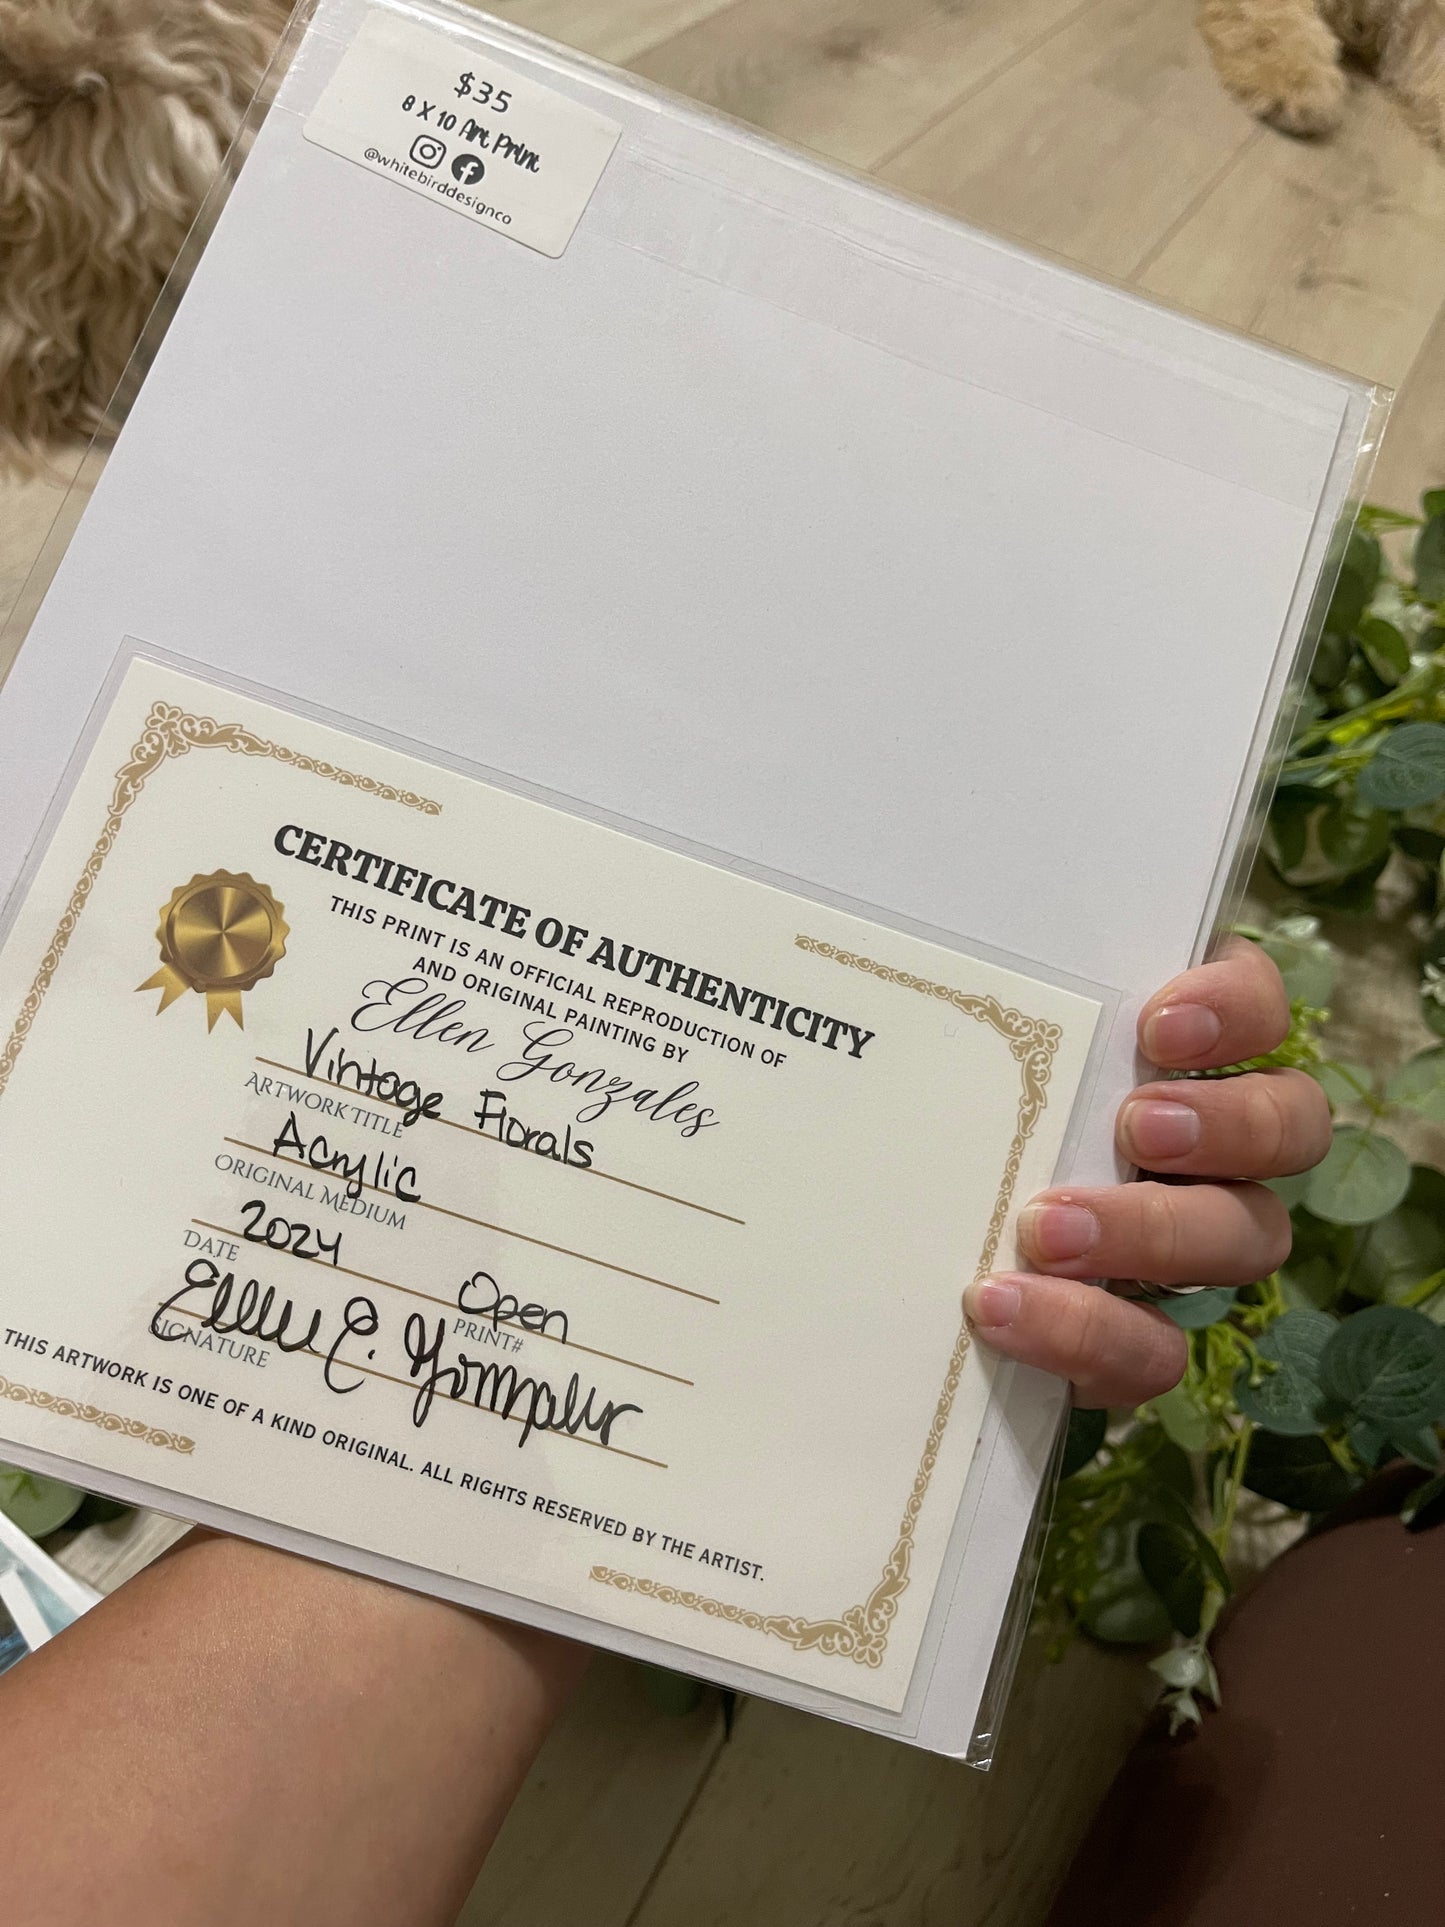 $35
8 X 10 Art Print
@whitebirddesignco
CERTIFICATE OF AUTHENTICITY
THIS PRINT IS AN OFFICIAL REPRODUCTION OF
AND ORIGINAL PAINTING BY
Ellen Gonzales
Vintage Florals
ARTWORK TITLE
Acrylic
ORIGINAL MEDIUM
2024 Open
DATE PRINT#
Ellen E. Gonzales
SIGNATURE
THIS ARTWORK IS ONE OF A KIND ORIGINAL. ALL RIGHTS RESERVED BY THE ARTIST.